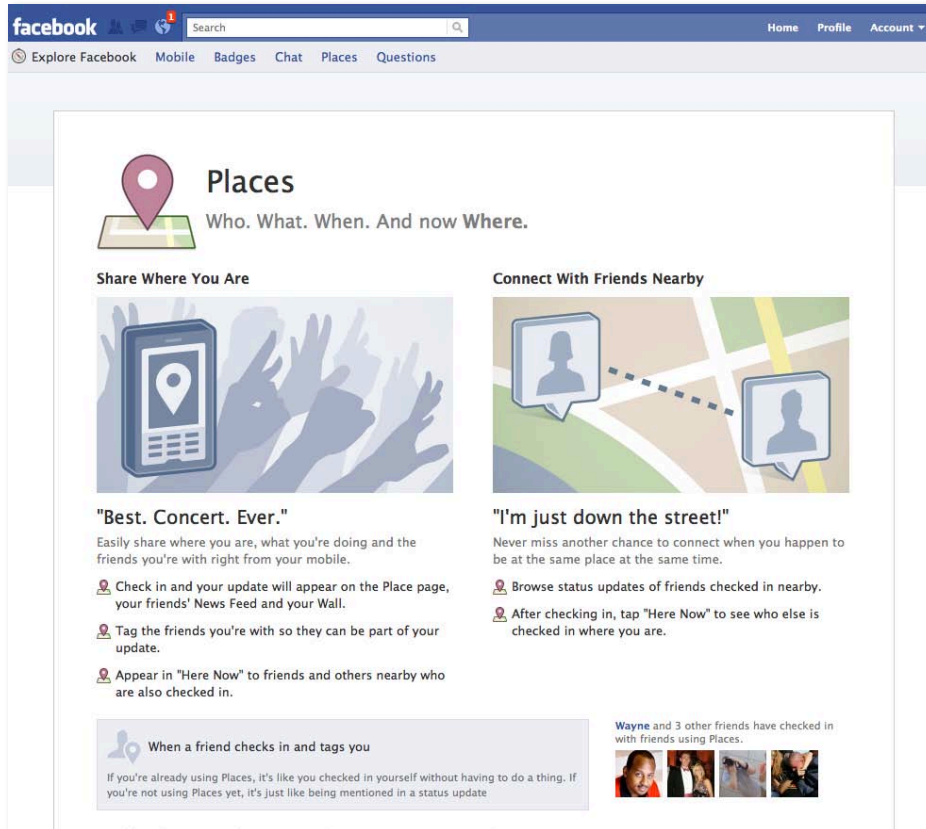 facebook
1
Search
Home Profile Account
Explore Facebook Mobile Badges Chat Places Questions
Places
Who. What. When. And now Where.
Share Where You Are
"Best. Concert. Ever."
Easily share where you are, what you're doing and the
friends you're with right from your mobile.
Check in and your update will appear on the Place page,
your friends' News Feed and your Wall.
Tag the friends you're with so they can be part of your
update.
Appear in "Here Now" to friends and others nearby who
are also checked in.
Connect With Friends Nearby
"I'm just down the street!"
Never miss another chance to connect when you happen to
be at the same place at the same time.
Browse status updates of friends checked in nearby.
After checking in, tap "Here Now" to see who else is
checked in where you are.
When a friend checks in and tags you
If you're already using Places, it's like you checked in yourself without having to do a thing. If
you're not using Places yet, it's just like being mentioned in a status update
Wayne and 3 other friends have checked in
with friends using Places.